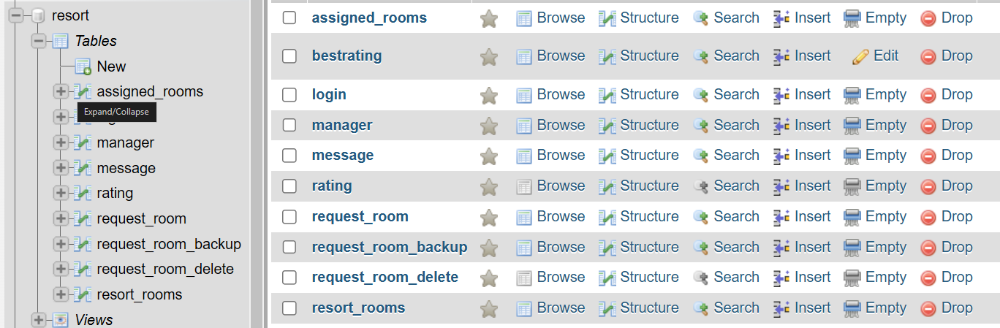 resort
Tables
New
assigned_rooms
Expand/Collapse
manager
message
rating
request_room
request_room_backup
request_room_delete
resort_rooms
Views
assigned_rooms Browse Structure Search Insert Empty Drop
bestrating Browse Structure Search Insert Edit Drop
login Browse Structure Search Insert Empty Drop
manager Browse Structure Search Insert Empty Drop
message Browse Structure Search Insert Empty Drop
rating Browse Structure Search Insert Empty Drop
request_room Browse Structure Search Insert Empty Drop
request_room_backup Browse Structure Search Insert Empty Drop
request_room_delete Browse Structure Search Insert Empty Drop
resort_rooms Browse Structure Search Insert Empty Drop